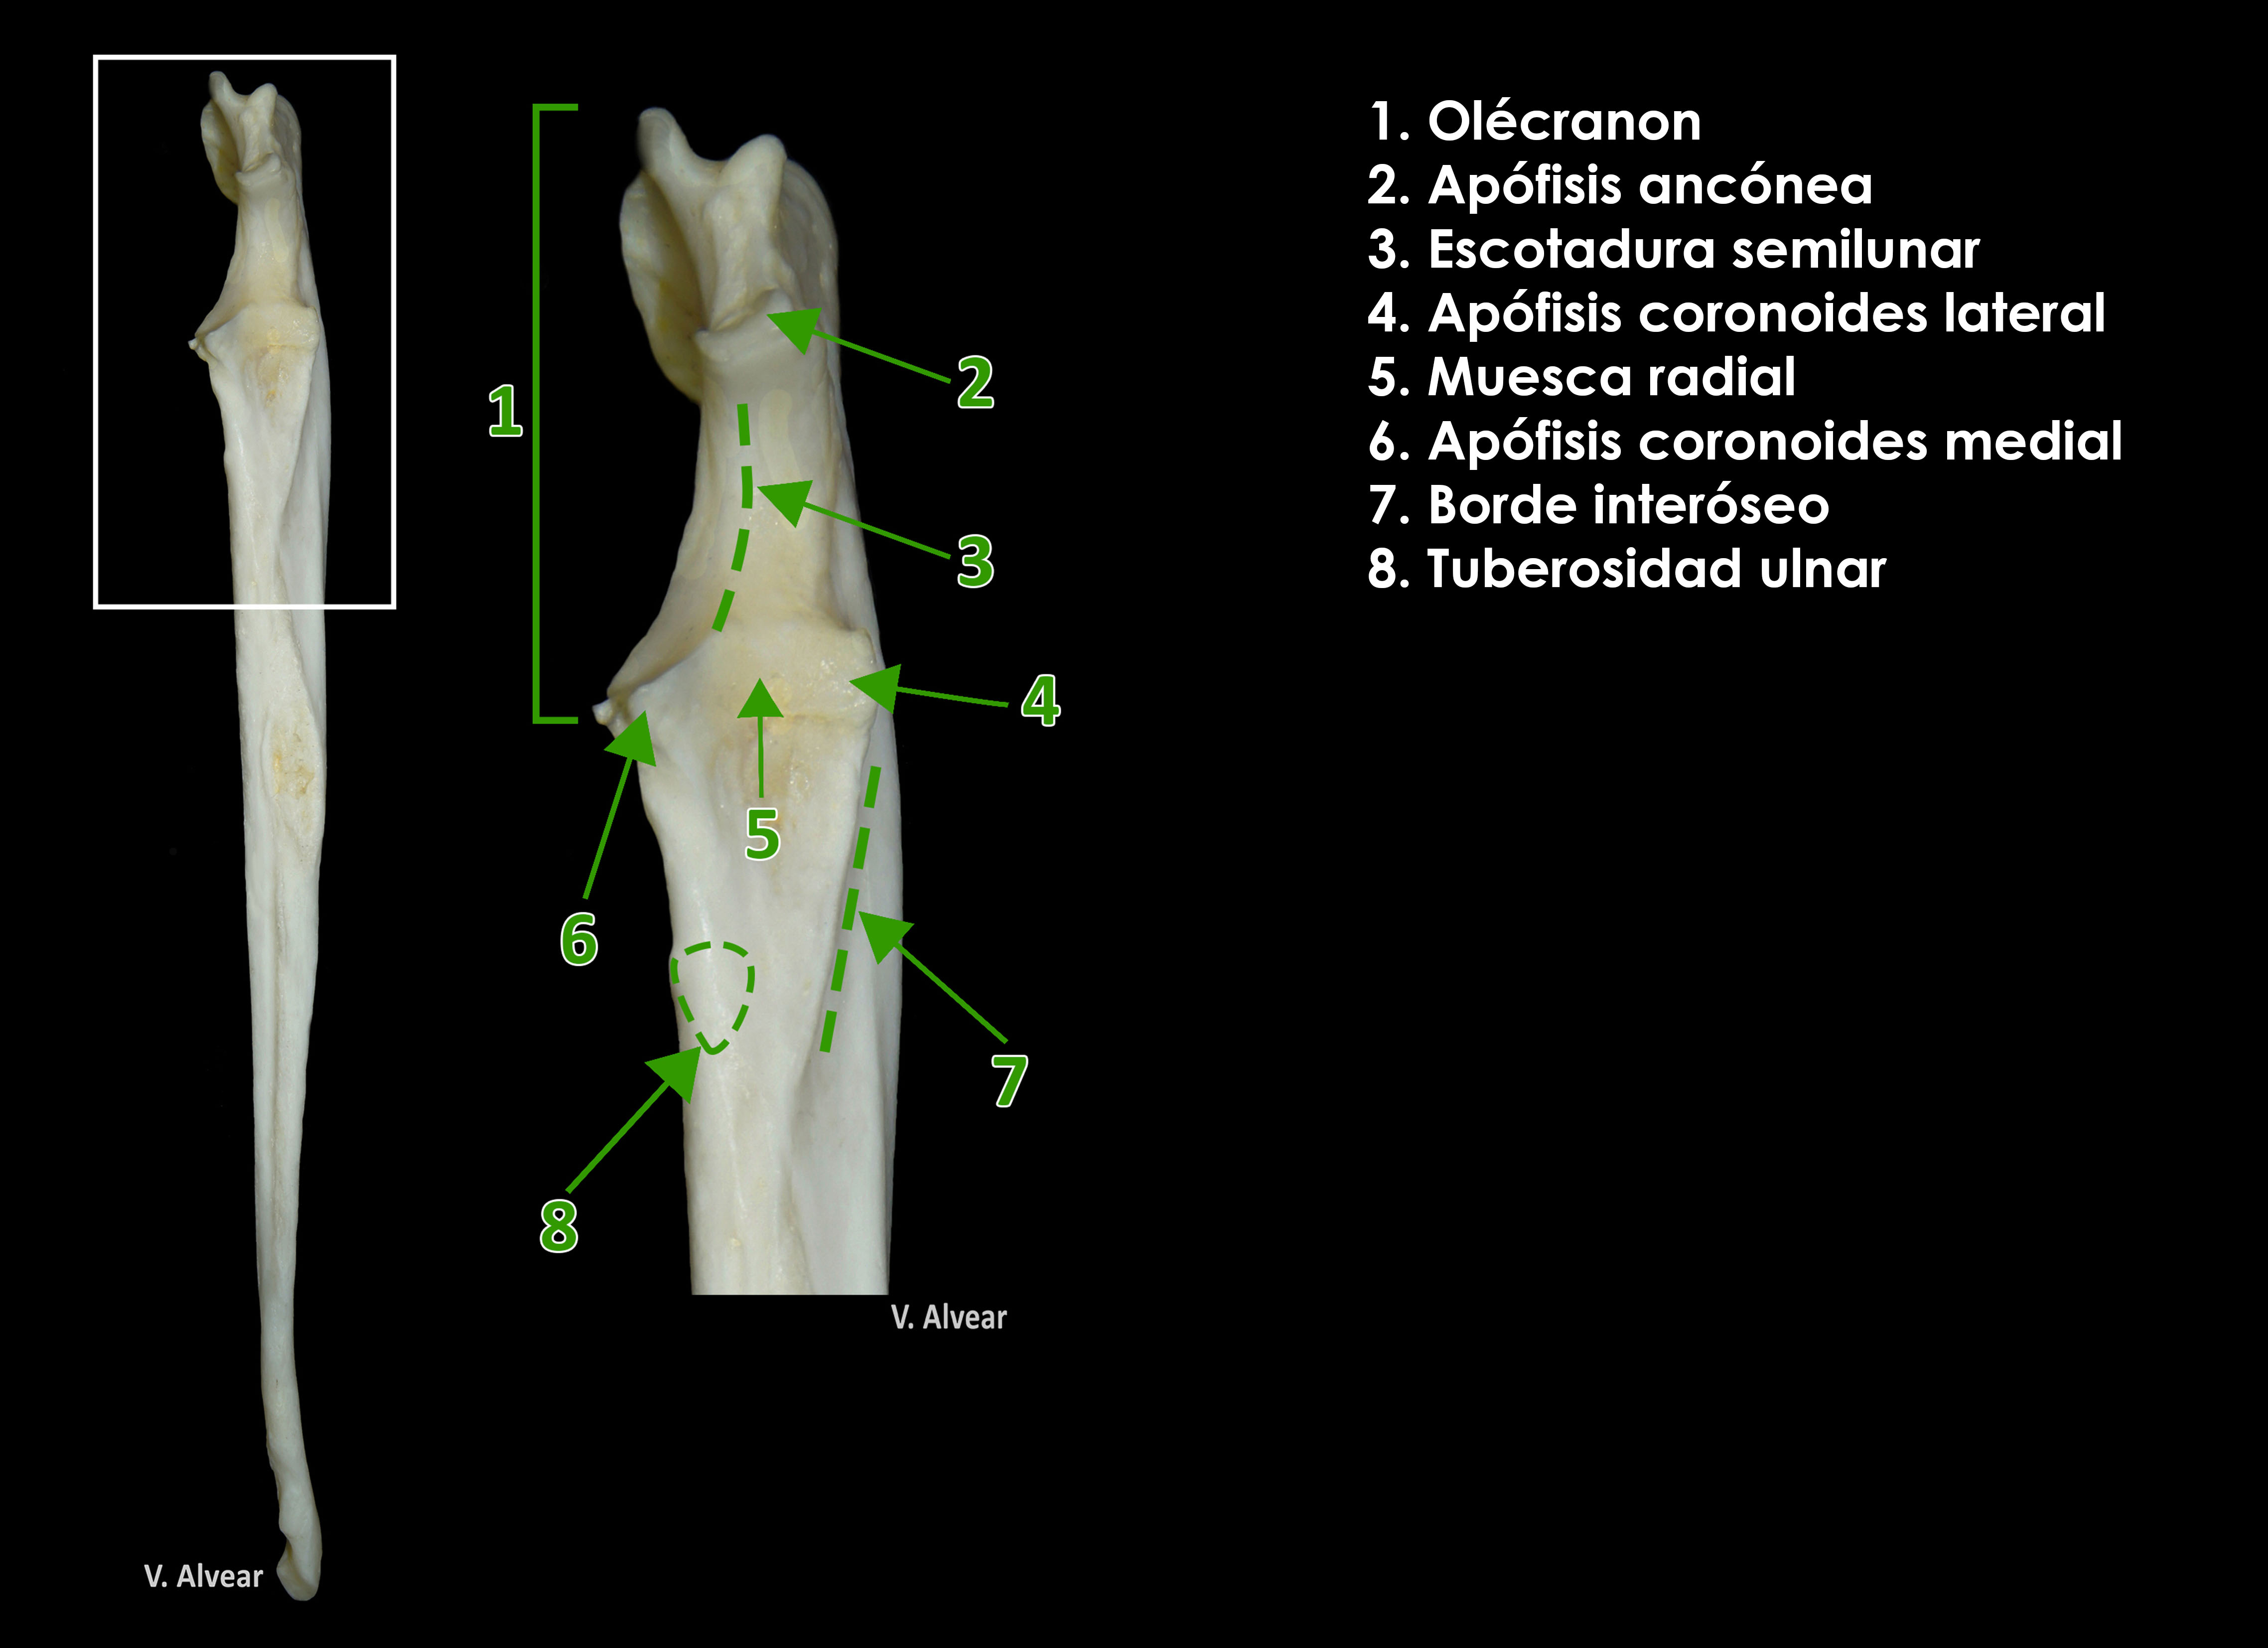 1. Olécranon
2. Apófisis ancónea
3. Escotadura semilunar
4. Apófisis coronoides lateral
5. Muesca radial
6. Apófisis coronoides medial
7. Borde interóseo
8. Tuberosidad ulnar
1
2
3
4
5
6
7
8
V. Alvear
V. Alvear